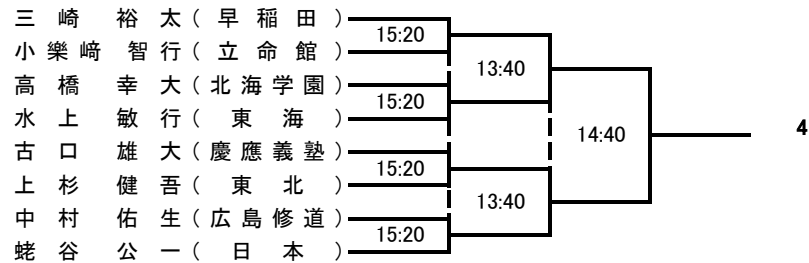 三崎 裕太(早稲田)
15:20
小樂﨑 智行(立命館)
13:40
高橋 幸大(北海学園)
15:20
水上 敏行(東海)
14:40
4
古口 雄大(慶應義塾)
15:20
上杉 健吾(東北)
13:40
中村 佑生(広島修道)
15:20
蛯谷 公一(日本)